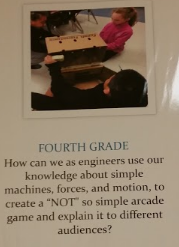 FOURTH GRADE
How can we as engineers use our
knowledge about simple
machines, forces, and motion, to
create a “NOT” so simple arcade
game and explain it to different
audiences?